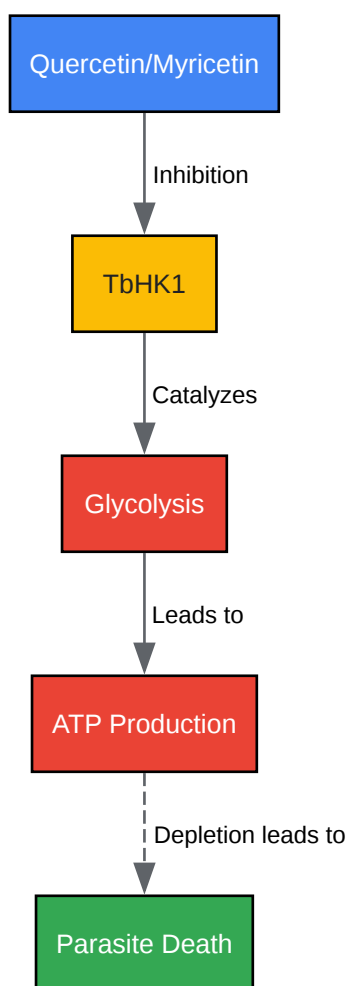 Quercetin/Myricetin
Inhibition
TbHK1
Catalyzes
Glycolysis
Leads to
ATP Production
Depletion leads to
Parasite Death